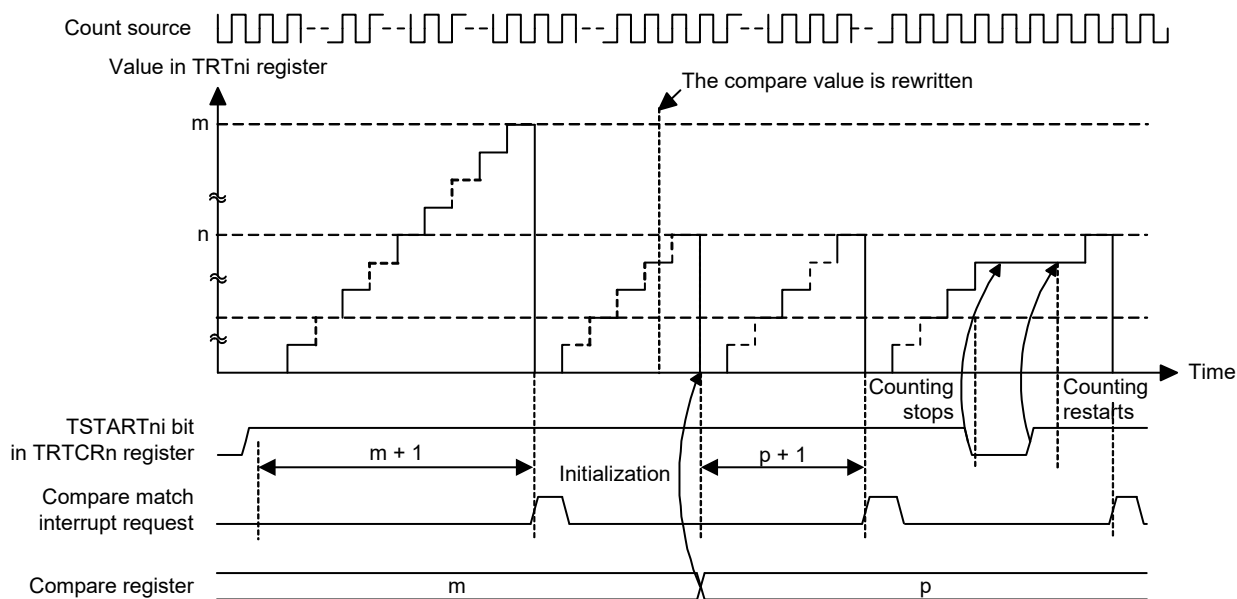 Count source
Value in TRTni register
The compare value is rewritten
m
n
Time
Counting
stops
Counting
restarts
TSTARTni bit
in TRTCRn register
m + 1
Initialization
p + 1
Compare match
interrupt request
Compare register
m
p